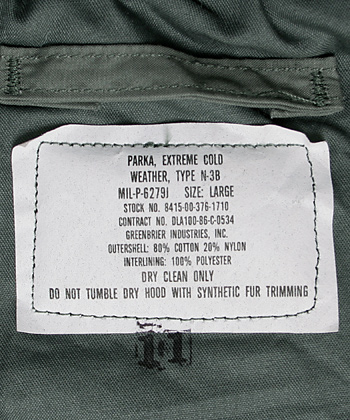 PARKA, EXTREME COLD
WEATHER, TYPE N-3B
MIL-P-6279J SIZE: LARGE
STOCK NO. 8415-00-376-1710
CONTRACT NO. DLA100-86-C-0534
GREENBRIER INDUSTRIES, INC.
OUTERSHELL: 80% COTTON 20% NYLON
INTERLINING: 100% POLYESTER
DRY CLEAN ONLY
DO NOT TUMBLE DRY HOOD WITH SYNTHETIC FUR TRIMMING
11